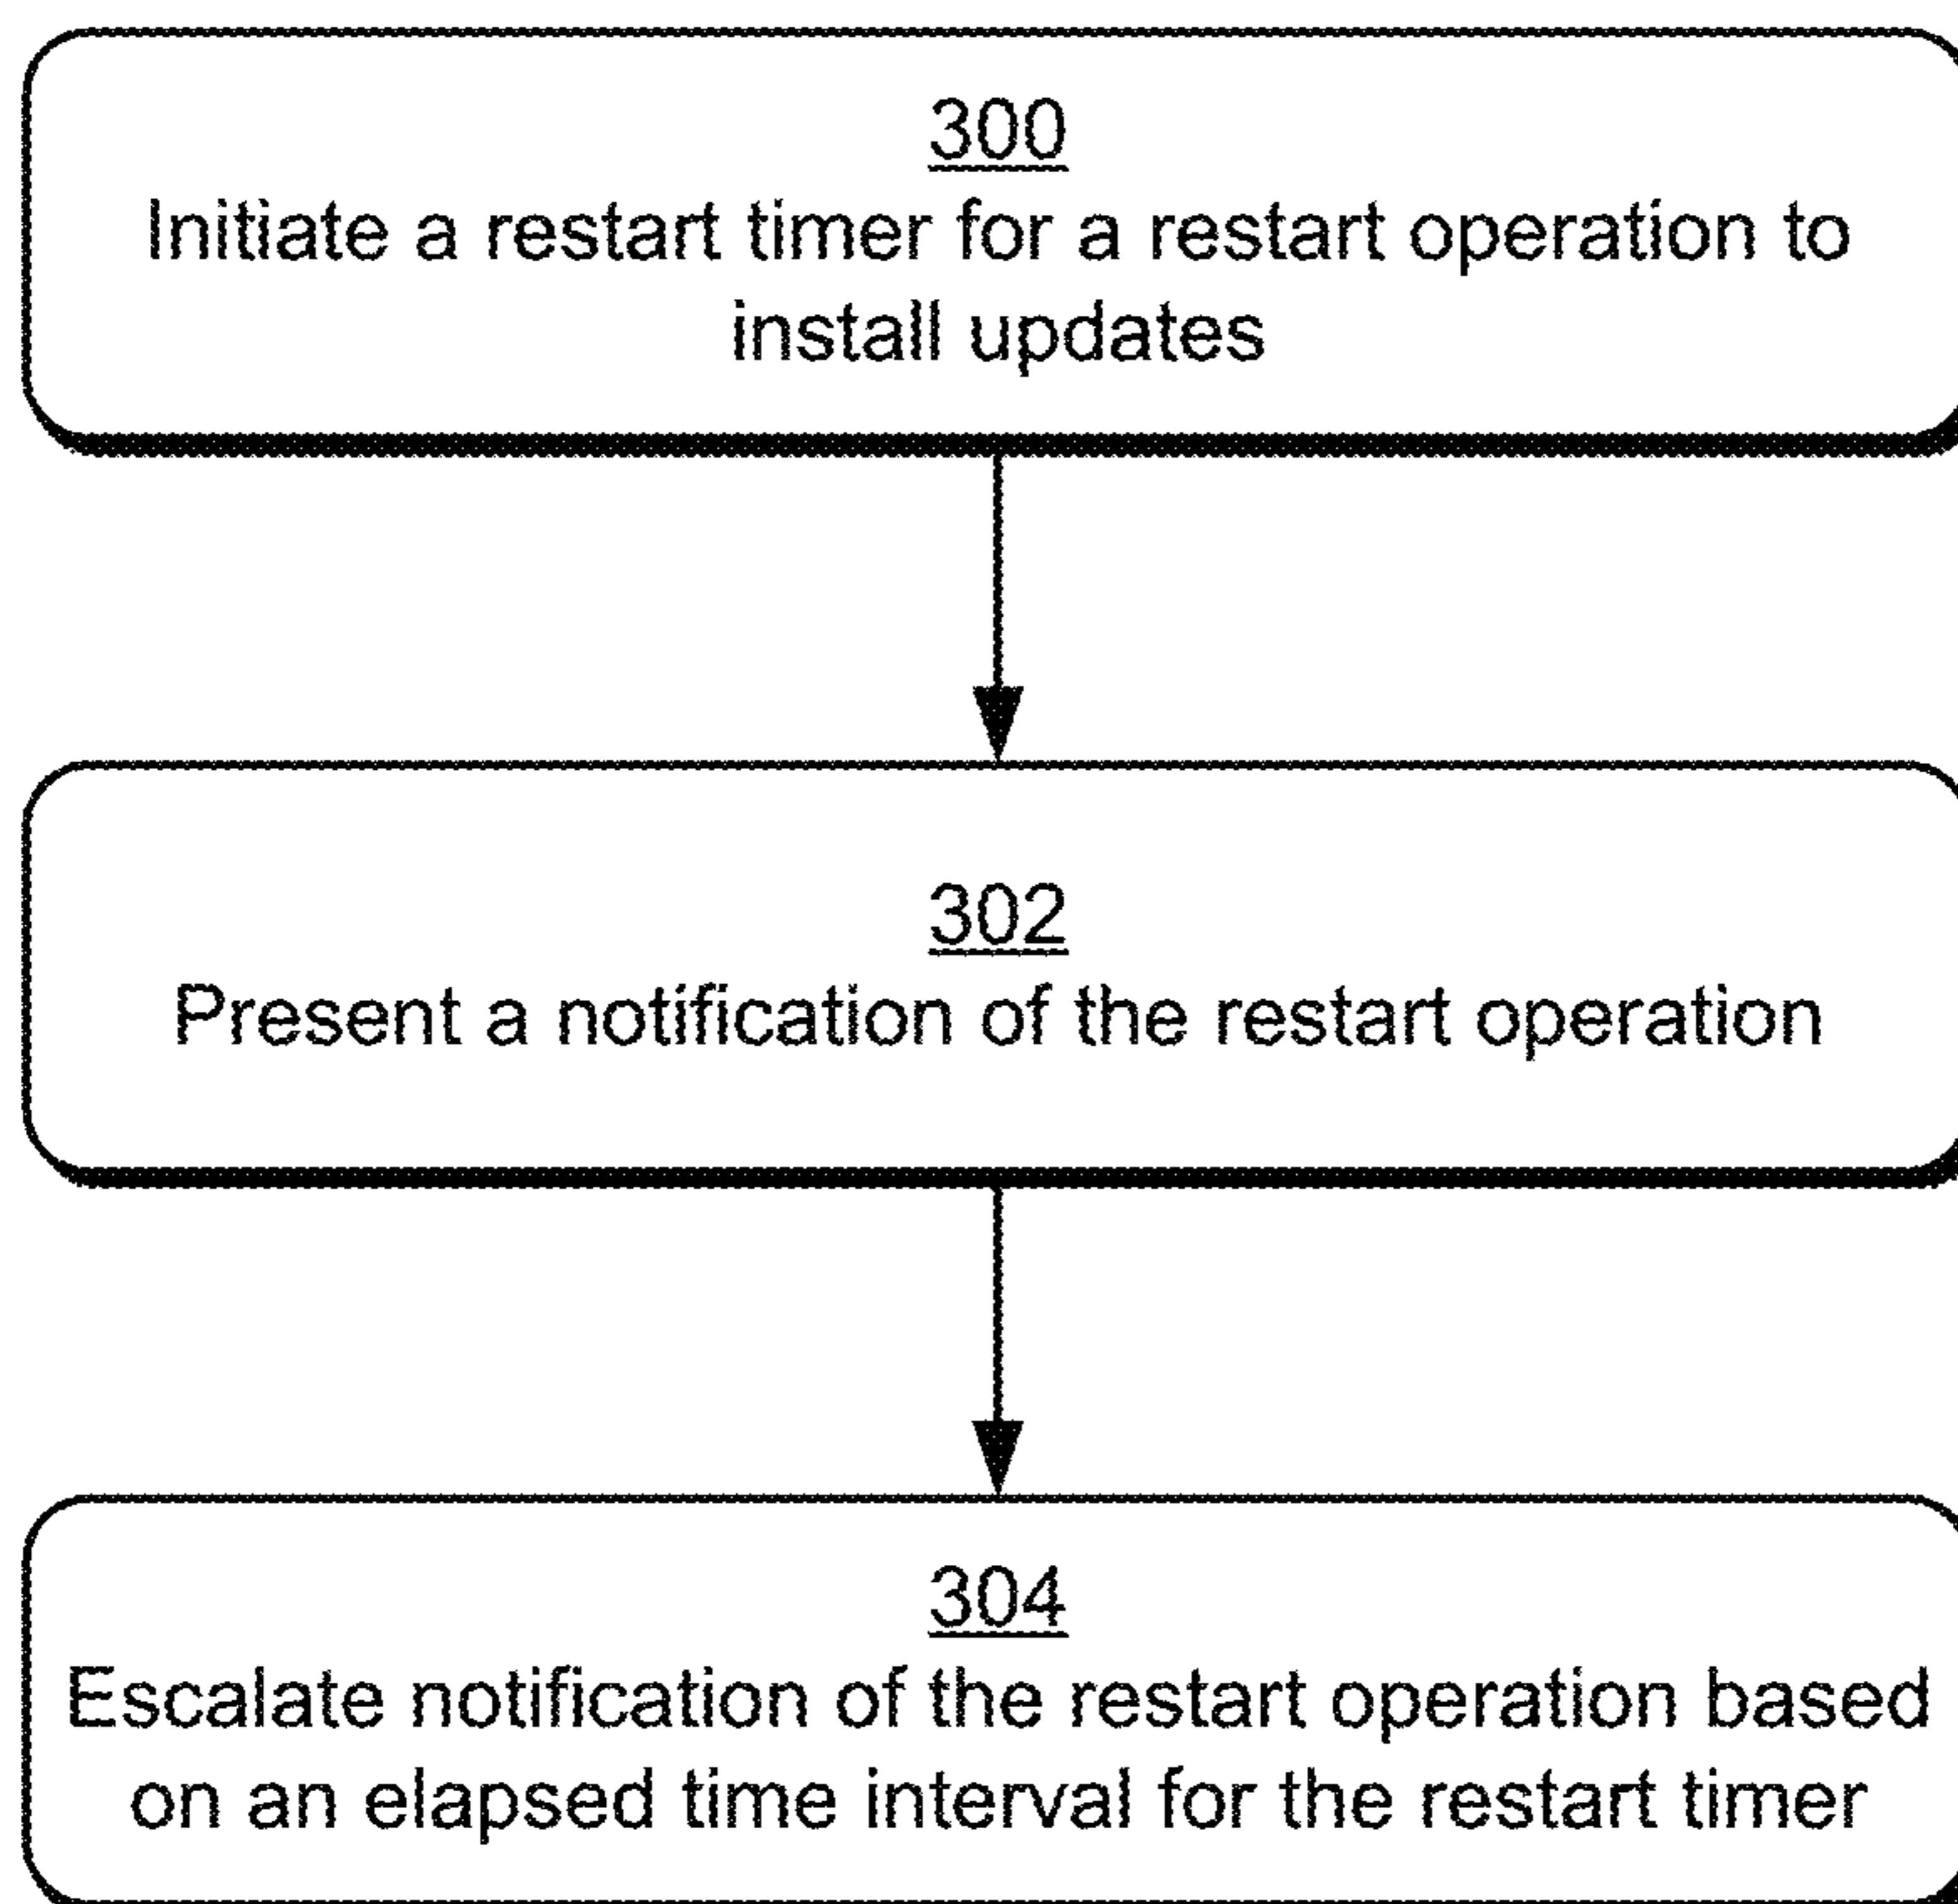 300
Initiate a restart timer for a restart operation to
install updates
302
Present a notification of the restart operation
304
Escalate notification of the restart operation based
on an elapsed time interval for the restart timer